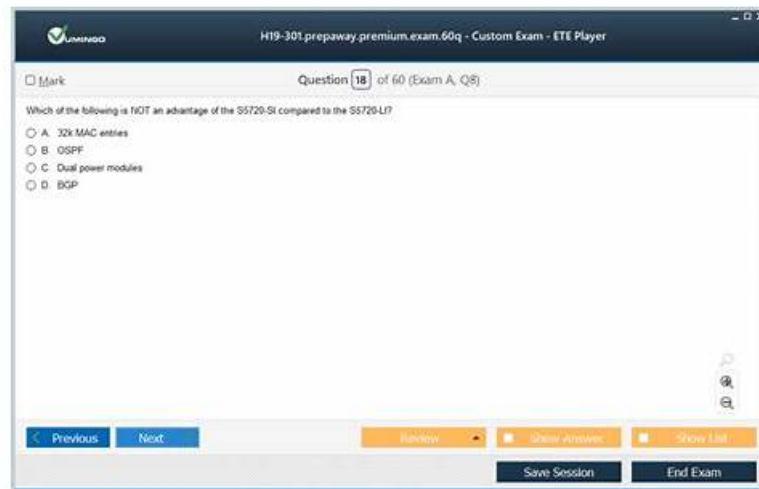 VUMINGO
H19-301.prepaway.premium.exam.60q - Custom Exam - ETE Player
Mark
Question 18 of 60 (Exam A, Q8)
Which of the following is NOT an advantage of the S5720-SI compared to the S5720-LI?
A. 32k MAC entries
B. OSPF
C. Dual power modules
D. BGP
Previous
Next
Review
Show Answer
Show List
Save Session
End Exam